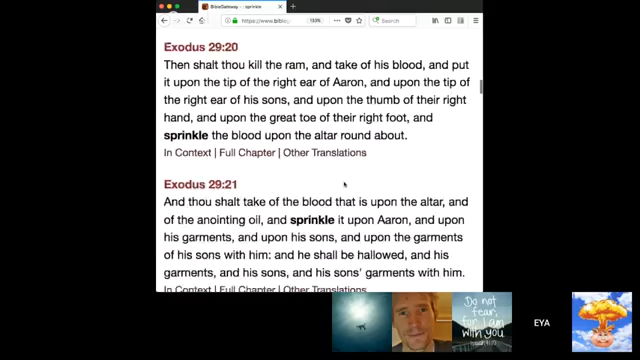 BibleGateway - : sprinkle
https://www.bibleg
133%
Search
Exodus 29:20
Then shalt thou kill the ram, and take of his blood, and put
it upon the tip of the right ear of Aaron, and upon the tip of
the right ear of his sons, and upon the thumb of their right
hand, and upon the great toe of their right foot, and
sprinkle the blood upon the altar round about.
In Context | Full Chapter | Other Translations
Exodus 29:21
And thou shalt take of the blood that is upon the altar, and
of the anointing oil, and sprinkle it upon Aaron, and upon
his garments, and upon his sons, and upon the garments
of his sons with him: and he shall be hallowed, and his
garments, and his sons, and his sons' garments with him.
In Context | Full Chapter | Other Translations
Do not
fear,
for I am
with you
EYA